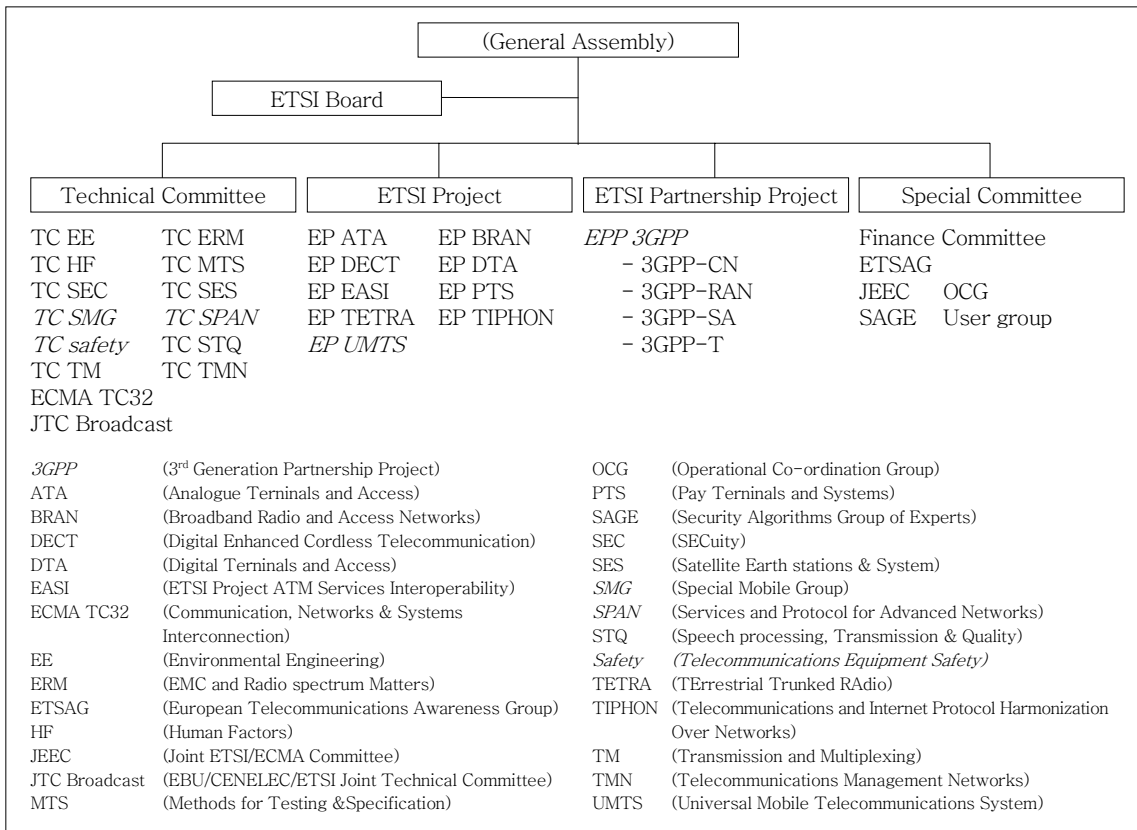 (General Assembly)
ETSI Board
Technical Committee
ETSI Project
ETSI Partnership Project
Special Committee
TC EE TC ERM
TC HF TC MTS
TC SEC TC SES
TC SMG TC SPAN
TC safety TC STQ
TC TM TC TMN
ECMA TC32
JTC Broadcast
EP ATA EP BRAN
EP DECT EP DTA
EP EASI EP PTS
EP TETRA EP TIPHON
EP UMTS
EPP 3GPP
- 3GPP-CN
- 3GPP-RAN
- 3GPP-SA
- 3GPP-T
Finance Committee
ETSAG
JEEC OCG
SAGE User group
3GPP (3rd Generation Partnership Project)
ATA (Analogue Terninals and Access)
BRAN (Broadband Radio and Access Networks)
DECT (Digital Enhanced Cordless Telecommunication)
DTA (Digital Terninals and Access)
EASI (ETSI Project ATM Services Interoperability)
ECMA TC32 (Communication, Networks & Systems
Interconnection)
EE (Environmental Engineering)
ERM (EMC and Radio spectrum Matters)
ETSAG (European Telecommunications Awareness Group)
HF (Human Factors)
JEEC (Joint ETSI/ECMA Committee)
JTC Broadcast (EBU/CENELEC/ETSI Joint Technical Committee)
MTS (Methods for Testing &Specification)
OCG (Operational Co-ordination Group)
PTS (Pay Terninals and Systems)
SAGE (Security Algorithms Group of Experts)
SEC (SECuity)
SES (Satellite Earth stations & System)
SMG (Special Mobile Group)
SPAN (Services and Protocol for Advanced Networks)
STQ (Speech processing, Transmission & Quality)
Safety (Telecommunications Equipment Safety)
TETRA (TErrestrial Trunked RAdio)
TIPHON (Telecommunications and Internet Protocol Harmonization
Over Networks)
TM (Transmission and Multiplexing)
TMN (Telecommunications Management Networks)
UMTS (Universal Mobile Telecommunications System)